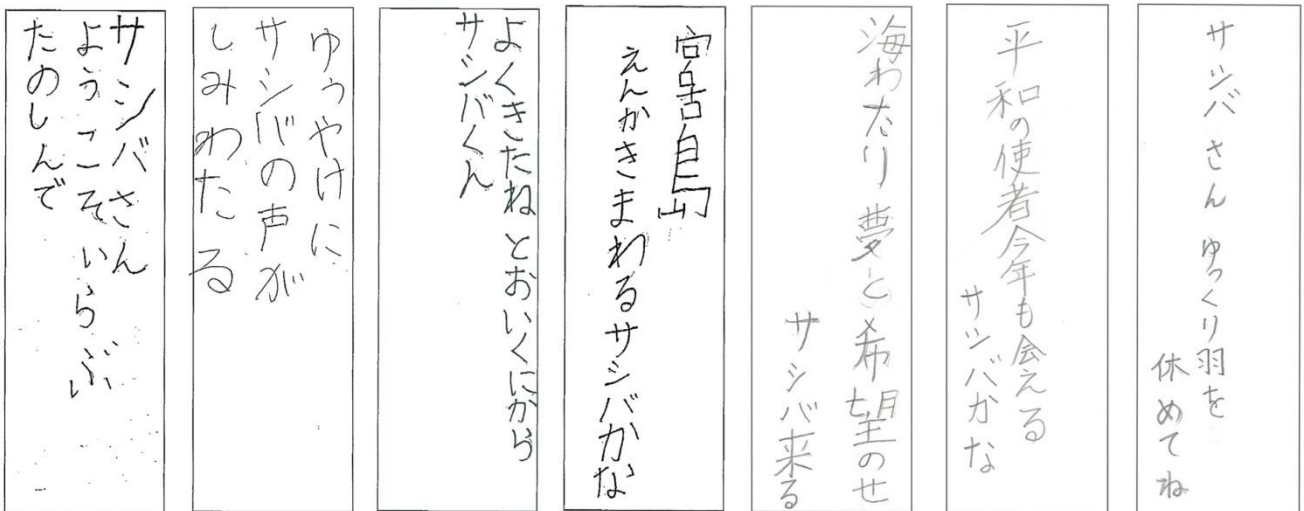 サシバさん ゆっくり羽を
休めてね
平和の使者今年も会える
サシバかな
海わたり 夢と希望のせ
サシバ来る
宮古島
えんかきまわるサシバかな
よくきたね とおいくにから
サシバくん
ゆうやけに
サシバの声が
しみわたる
サシバさん
ようこそいらぶ
たのしんで